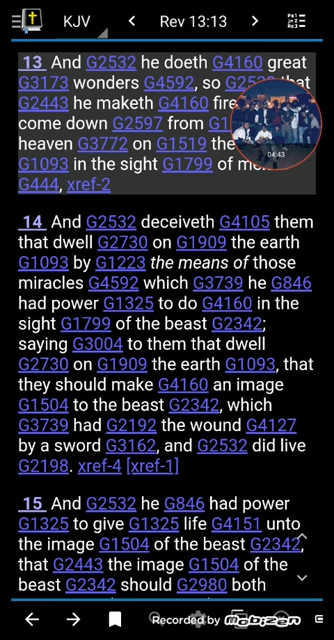 KJV Rev 13:13
13 And G2532 he doeth G4160 great
G3173 wonders G4592, so G2532 that
G2443 he maketh G4160 fire
come down G2597 from
heaven G3772 on G1519 the
G1093 in the sight G1799 of men
G444, xref-2
04:43
14 And G2532 deceiveth G4105 them
that dwell G2730 on G1909 the earth
G1093 by G1223 the means of those
miracles G4592 which G3739 he G846
had power G1325 to do G4160 in the
sight G1799 of the beast G2342;
saying G3004 to them that dwell
G2730 on G1909 the earth G1093, that
they should make G4160 an image
G1504 to the beast G2342, which
G3739 had G2192 the wound G4127
by a sword G3162, and G2532 did live
G2198. xref-4 [xref-1]
15 And G2532 he G846 had power
G1325 to give G1325 life G4151 unto
the image G1504 of the beast G2342,
that G2443 the image G1504 of the
beast G2342 should G2980 both
Recorded by Mobizen